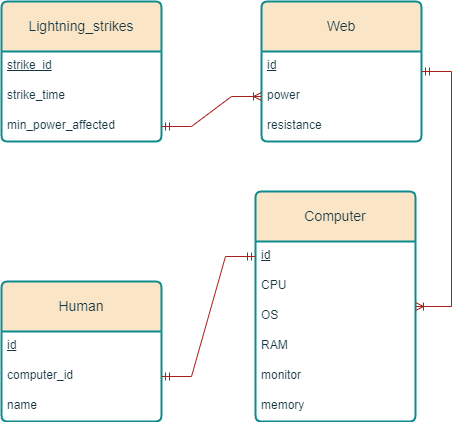 Lightning_strikes
strike_id
strike_time
min_power_affected
Web
id
power
resistance
Computer
id
CPU
OS
RAM
monitor
memory
Human
id
computer_id
name